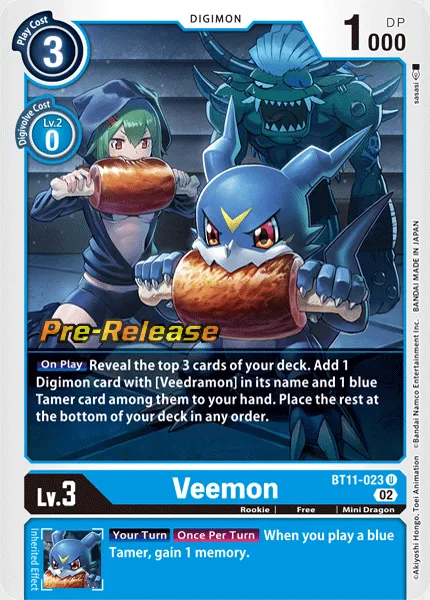 DIGIMON
Play Cost
3
1000
DP
Digivolve Cost
Lv.2
0
sasasi
Pre-Release
On Play Reveal the top 3 cards of your deck. Add 1
Digimon card with [Veedramon] in its name and 1 blue
Tamer card among them to your hand. Place the rest at
the bottom of your deck in any order.
©Akiyoshi Hongo, Toei Animation ©Bandai Namco Entertainment Inc. BANDAI MADE IN JAPAN
Lv.3
Veemon
BT11-023 U
02
Rookie | Free | Mini Dragon
Inherited Effect
Your Turn Once Per Turn When you play a blue
Tamer, gain 1 memory.